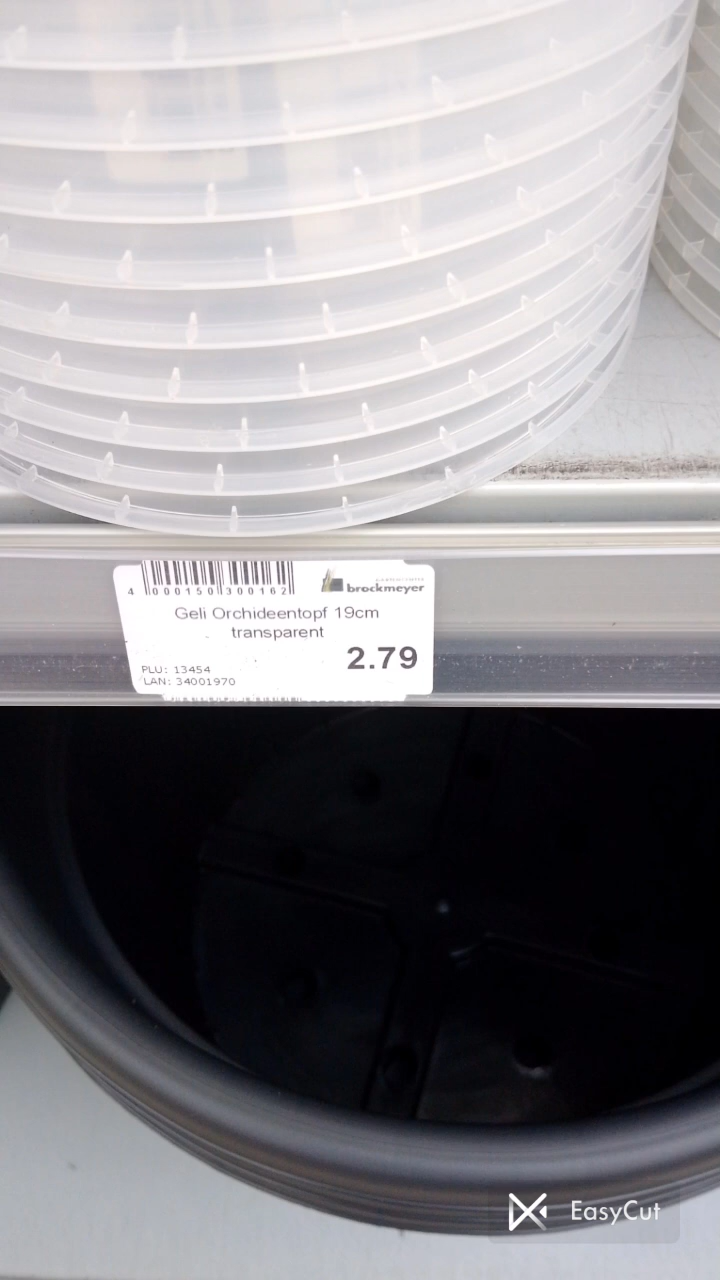 4 000150 300162
brockmeyer
Geli Orchideentopf 19cm
transparent
2.79
PLU: 13454
LAN: 34001970
EasyCut